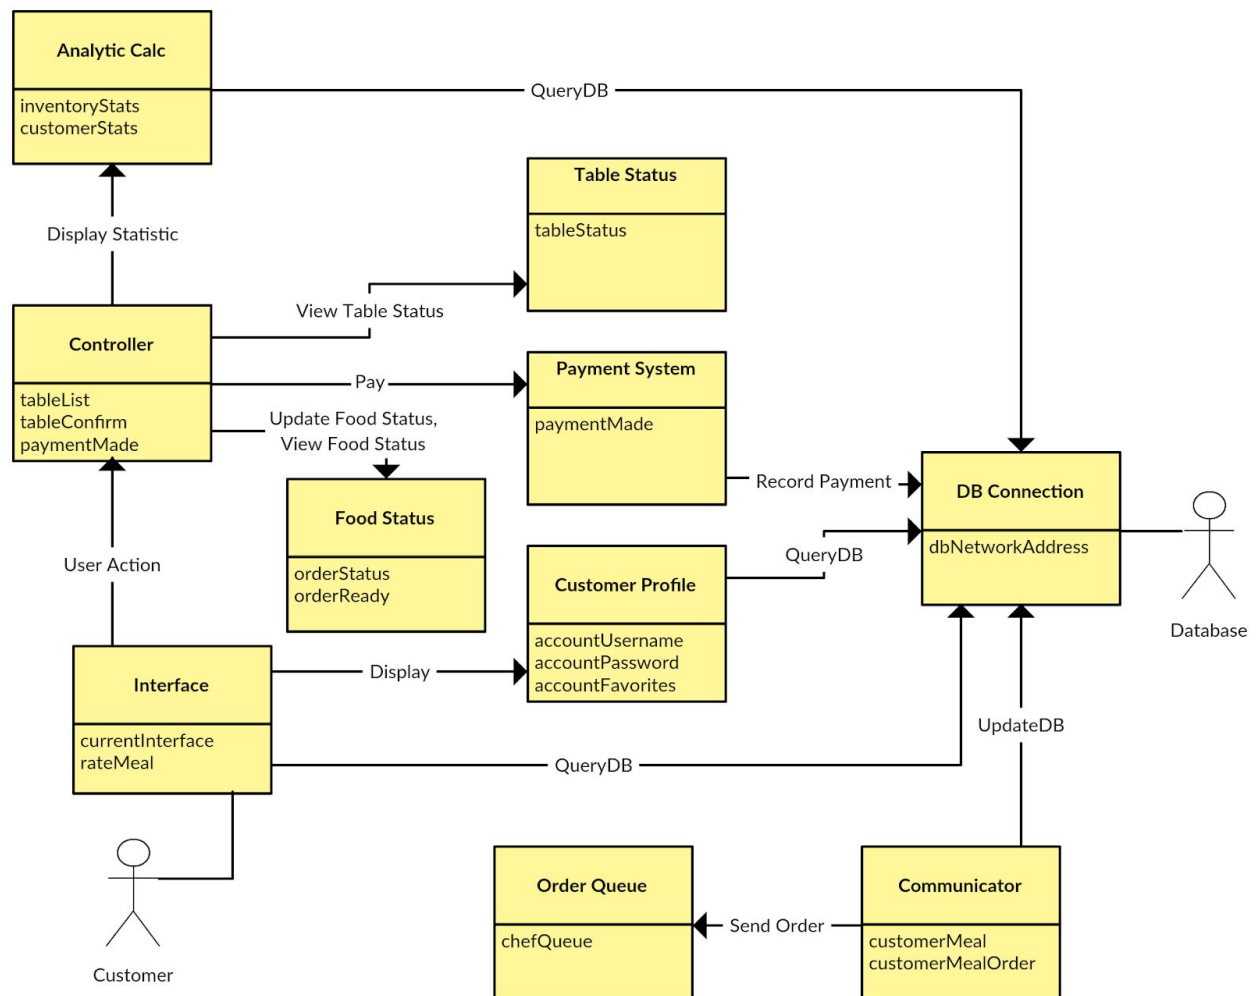 Analytic Calc
inventoryStats
customerStats
QueryDB
Table Status
tableStatus
Display Statistic
View Table Status
Controller
tableList
tableConfirm
paymentMade
Pay
Payment System
paymentMade
Update Food Status,
View Food Status
Record Payment
DB Connection
dbNetworkAddress
Food Status
orderStatus
orderReady
User Action
QueryDB
Customer Profile
accountUsername
accountPassword
accountFavorites
Database
Interface
currentInterface
rateMeal
Display
UpdateDB
QueryDB
Customer
Order Queue
chefQueue
Send Order
Communicator
customerMeal
customerMealOrder